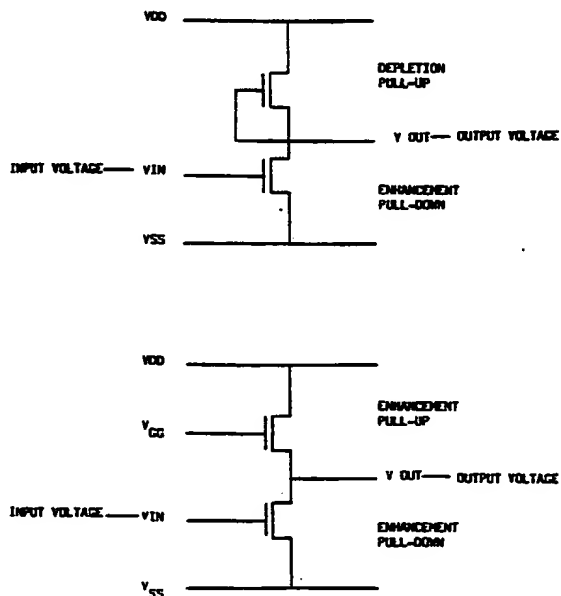 VDD
DEPLETION
PULL-UP
V OUT — OUTPUT VOLTAGE
INPUT VOLTAGE — VIN
ENHANCEMENT
PULL-DOWN
VSS
VDD
ENHANCEMENT
PULL-UP
VGG
V OUT — OUTPUT VOLTAGE
INPUT VOLTAGE — VIN
ENHANCEMENT
PULL-DOWN
VSS